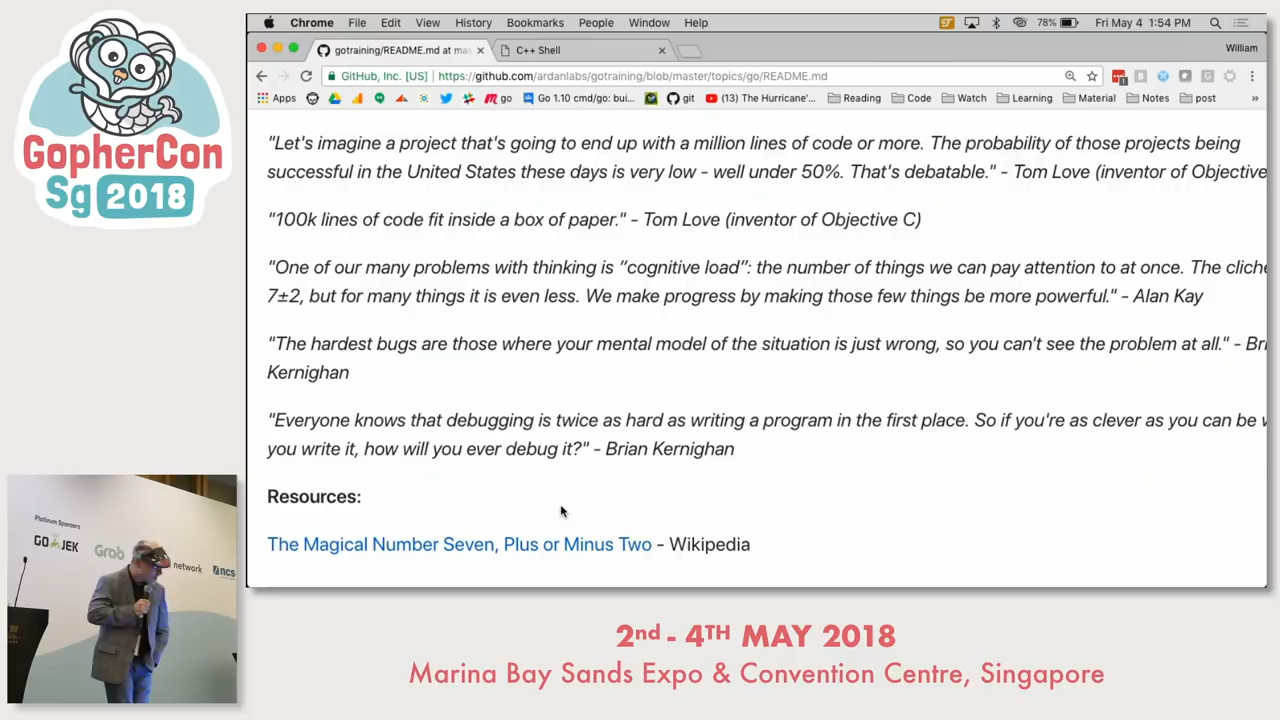 GopherCon
Sg 2018
Chrome File Edit View History Bookmarks People Window Help 78% Fri May 4 1:54 PM
gotraining/README.md at mas
C++ Shell
William
GitHub, Inc. [US] https://github.com/ardanlabs/gotraining/blob/master/topics/go/README.md
Apps go Go 1.10 cmd/go: bui... git (13) The Hurricane'... Reading Code Watch Learning Material Notes post »
"Let's imagine a project that's going to end up with a million lines of code or more. The probability of those projects being
successful in the United States these days is very low - well under 50%. That's debatable." - Tom Love (inventor of Objective
"100k lines of code fit inside a box of paper." - Tom Love (inventor of Objective C)
"One of our many problems with thinking is “cognitive load”: the number of things we can pay attention to at once. The cliche
7±2, but for many things it is even less. We make progress by making those few things be more powerful." - Alan Kay
"The hardest bugs are those where your mental model of the situation is just wrong, so you can't see the problem at all." - Bri
Kernighan
"Everyone knows that debugging is twice as hard as writing a program in the first place. So if you're as clever as you can be w
you write it, how will you ever debug it?" - Brian Kernighan
Resources:
The Magical Number Seven, Plus or Minus Two - Wikipedia
Platinum Sponsors
GO JEK
Grab
network
ncs
2nd - 4TH MAY 2018
Marina Bay Sands Expo & Convention Centre, Singapore